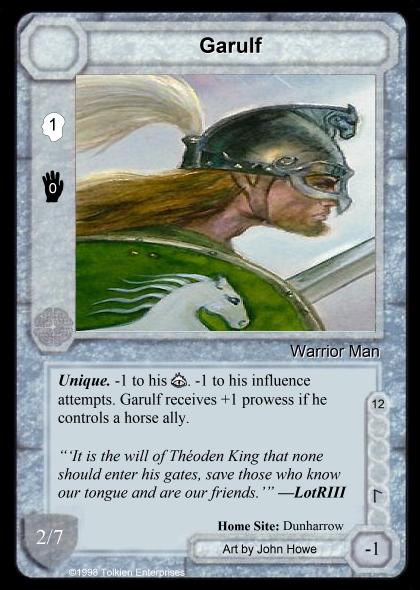 Garulf
1
0
Warrior Man
Unique. -1 to his
. -1 to his influence
attempts. Garulf receives +1 prowess if he
controls a horse ally.
“‘It is the will of Théoden King that none
should enter his gates, save those who know
our tongue and are our friends.’” —LotRIII
12
7
Home Site: Dunharrow
2/7
Art by John Howe
-1
©1998 Tolkien Enterprises